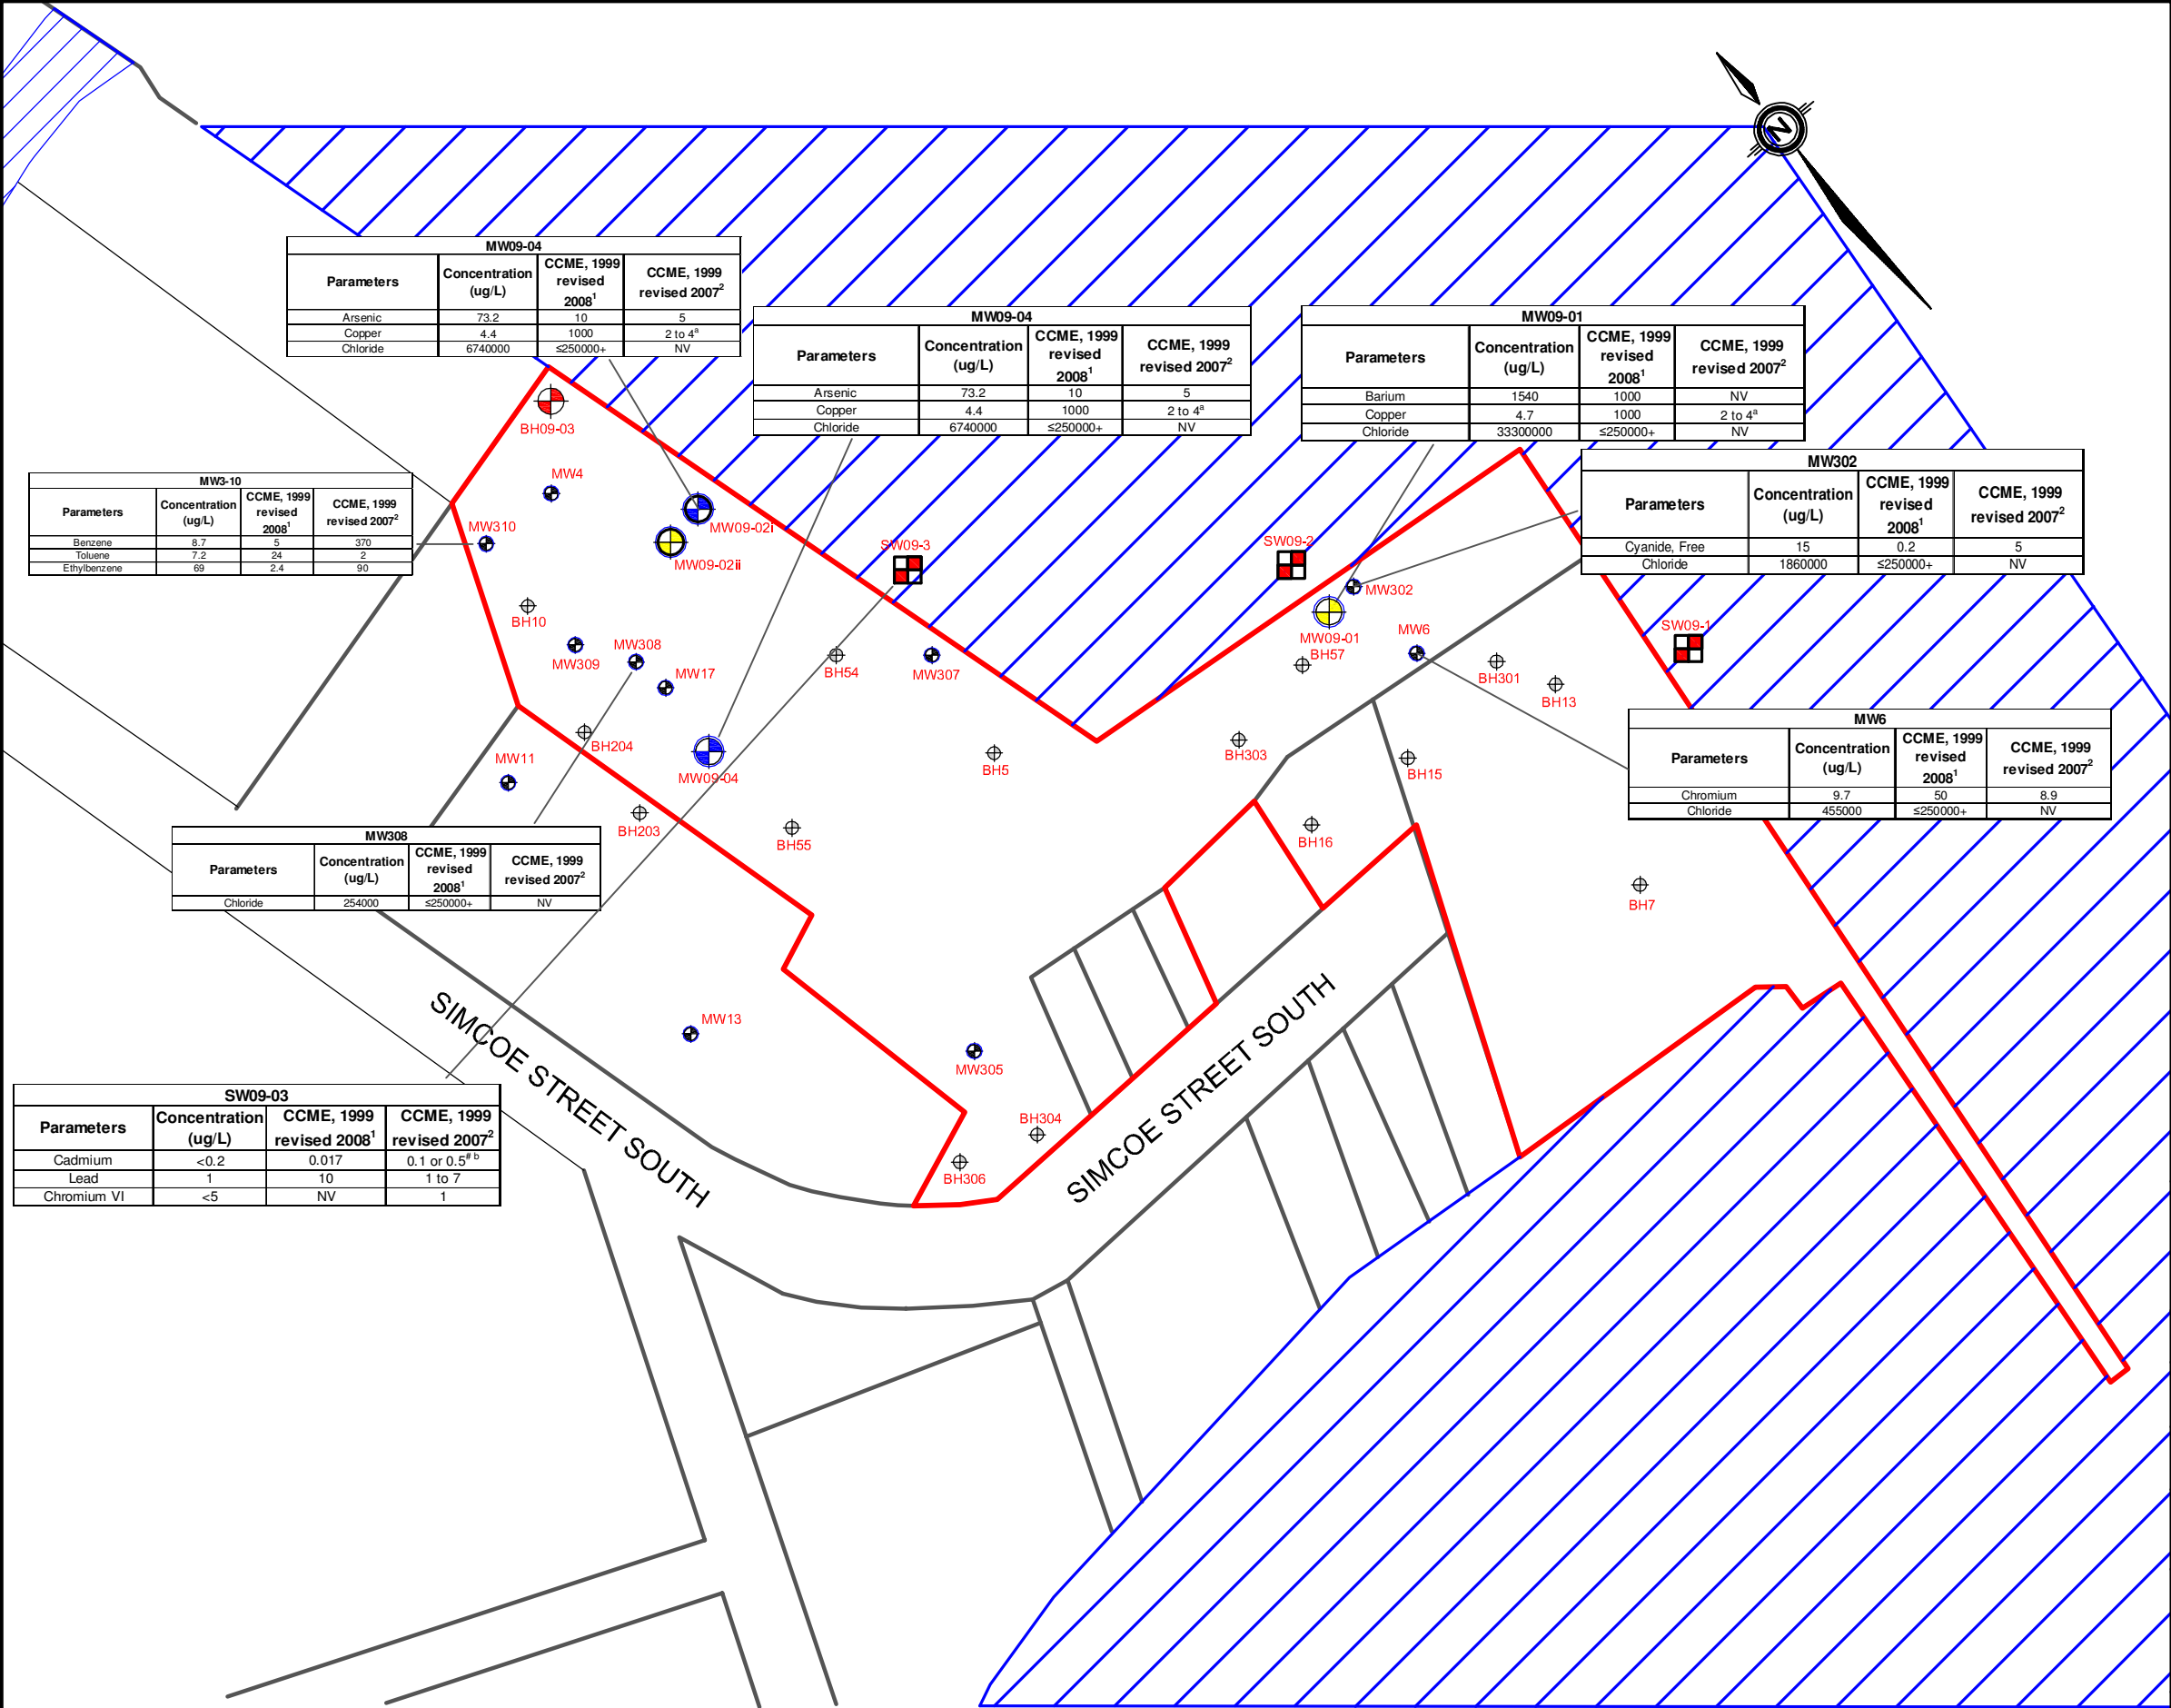 N
MW09-04
Parameters Concentration (ug/L) CCME, 1999 revised 2008¹ CCME, 1999 revised 2007²
Arsenic 73.2 10 5
Copper 4.4 1000 2 to 4ª
Chloride 6740000 ≤250000+ NV
MW09-04
Parameters Concentration (ug/L) CCME, 1999 revised 2008¹ CCME, 1999 revised 2007²
Arsenic 73.2 10 5
Copper 4.4 1000 2 to 4ª
Chloride 6740000 ≤250000+ NV
MW09-01
Parameters Concentration (ug/L) CCME, 1999 revised 2008¹ CCME, 1999 revised 2007²
Barium 1540 1000 NV
Copper 4.7 1000 2 to 4ª
Chloride 33300000 ≤250000+ NV
MW302
Parameters Concentration (ug/L) CCME, 1999 revised 2008¹ CCME, 1999 revised 2007²
Cyanide, Free 15 0.2 5
Chloride 1860000 ≤250000+ NV
MW3-10
Parameters Concentration (ug/L) CCME, 1999 revised 2008¹ CCME, 1999 revised 2007²
Benzene 8.7 5 370
Toluene 7.2 24 2
Ethylbenzene 69 2.4 90
BH09-03
MW4
MW310
MW09-02i
MW09-02ii
SW09-3
SW09-2
MW302
BH10
MW309
MW308
MW17
BH54
MW307
MW09-01
BH57
MW6
BH301
BH13
SW09-1
MW6
Parameters Concentration (ug/L) CCME, 1999 revised 2008¹ CCME, 1999 revised 2007²
Chromium 9.7 50 8.9
Chloride 455000 ≤250000+ NV
BH204
MW11
MW09-04
BH5
BH303
BH15
BH203
BH55
BH16
BH7
MW308
Parameters Concentration (ug/L) CCME, 1999 revised 2008¹ CCME, 1999 revised 2007²
Chloride 254000 ≤250000+ NV
SIMCOE STREET SOUTH
MW13
MW305
BH304
BH306
SIMCOE STREET SOUTH
SW09-03
Parameters Concentration (ug/L) CCME, 1999 revised 2008¹ CCME, 1999 revised 2007²
Cadmium <0.2 0.017 0.1 or 0.5# b
Lead 1 10 1 to 7
Chromium VI <5 NV 1